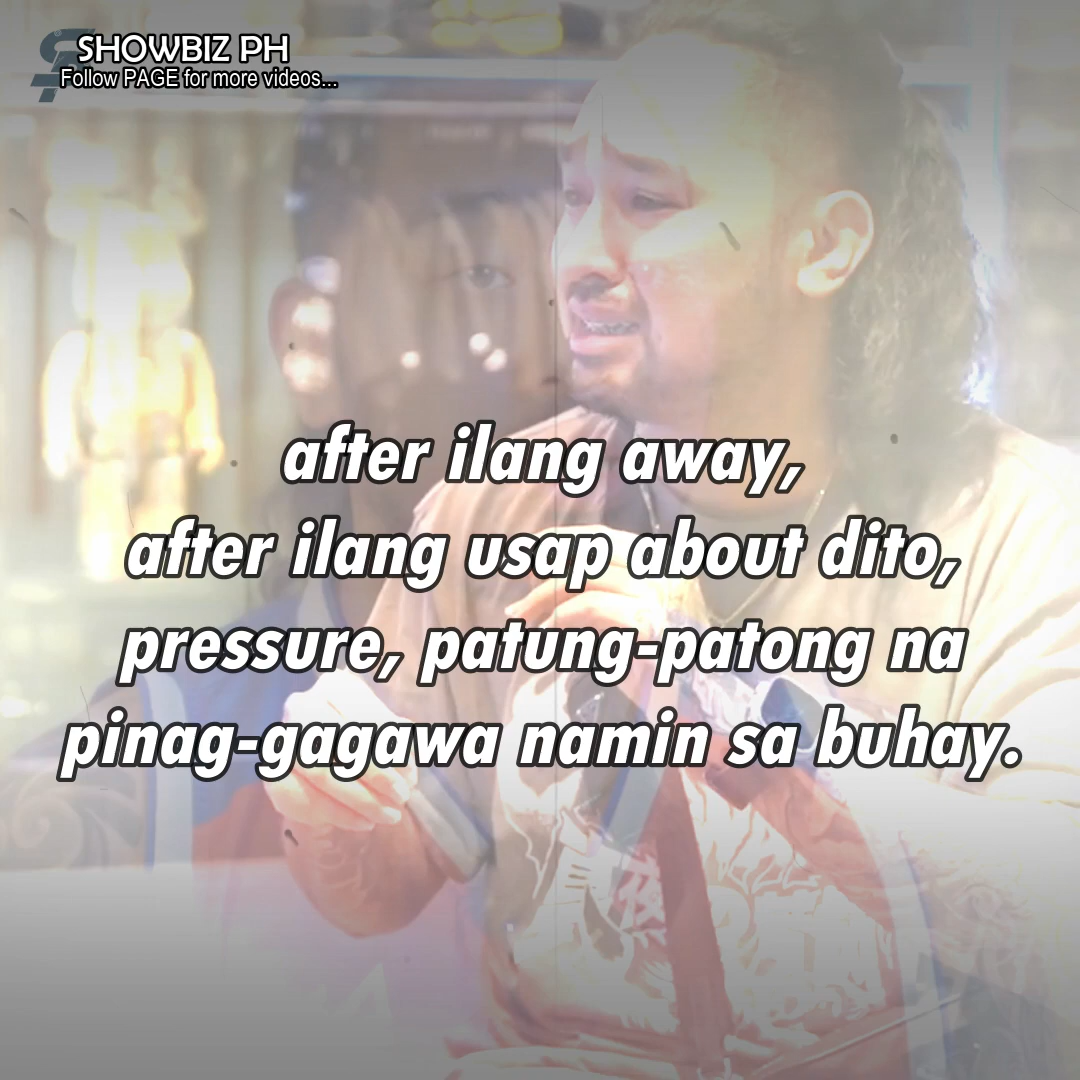 SHOWBIZ PH
Follow PAGE for more videos...
after ilang away,
after ilang usap about dito,
pressure, patung-patong na
pinag-gagawa namin sa buhay.